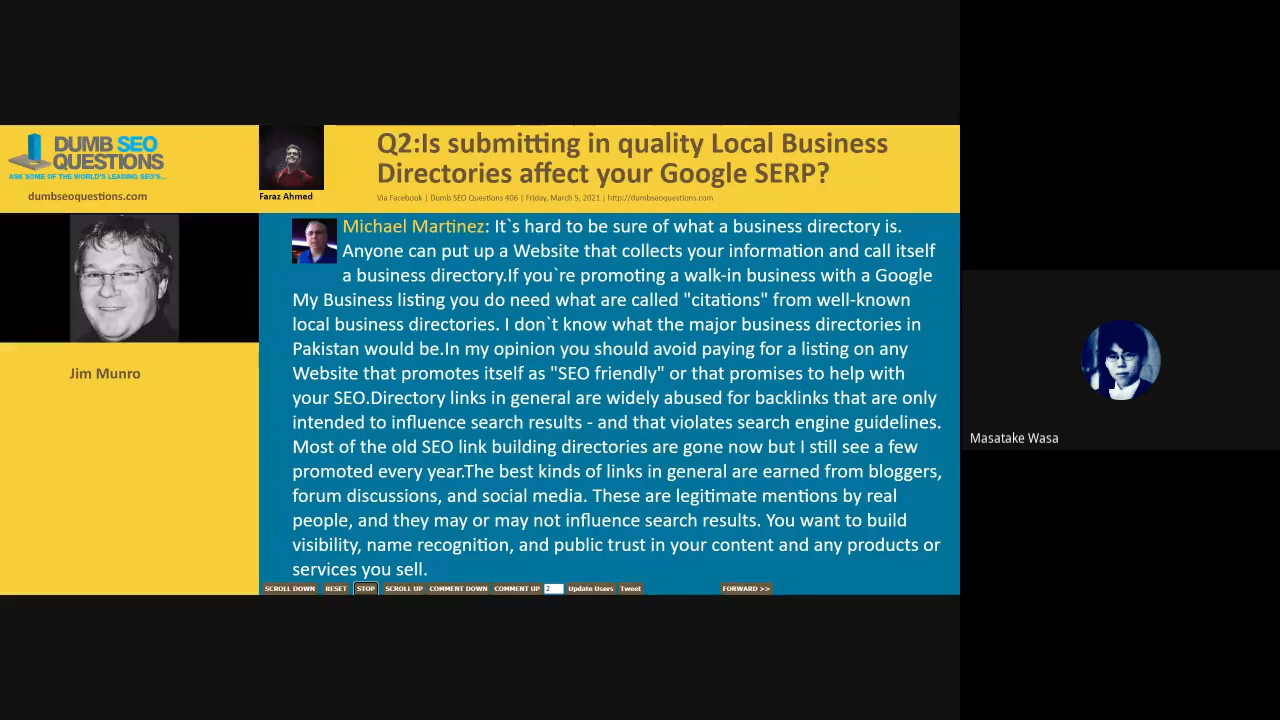 DUMB SEO
QUESTIONS
ASK SOME OF THE WORLD'S LEADING SEO'S...
dumbseoquestions.com
Faraz Ahmed
Q2:Is submitting in quality Local Business
Directories affect your Google SERP?
Via Facebook | Dumb SEO Questions 406 | Friday, March 5, 2021 | http://dumbseoquestions.com
Jim Munro
Michael Martinez: It`s hard to be sure of what a business directory is.
Anyone can put up a Website that collects your information and call itself
a business directory.If you`re promoting a walk-in business with a Google
My Business listing you do need what are called "citations" from well-known
local business directories. I don`t know what the major business directories in
Pakistan would be.In my opinion you should avoid paying for a listing on any
Website that promotes itself as "SEO friendly" or that promises to help with
your SEO.Directory links in general are widely abused for backlinks that are only
intended to influence search results - and that violates search engine guidelines.
Most of the old SEO link building directories are gone now but I still see a few
promoted every year.The best kinds of links in general are earned from bloggers,
forum discussions, and social media. These are legitimate mentions by real
people, and they may or may not influence search results. You want to build
visibility, name recognition, and public trust in your content and any products or
services you sell.
SCROLL DOWN RESET STOP SCROLL UP COMMENT DOWN COMMENT UP 2 Update Users Tweet FORWARD >>
Masatake Wasa